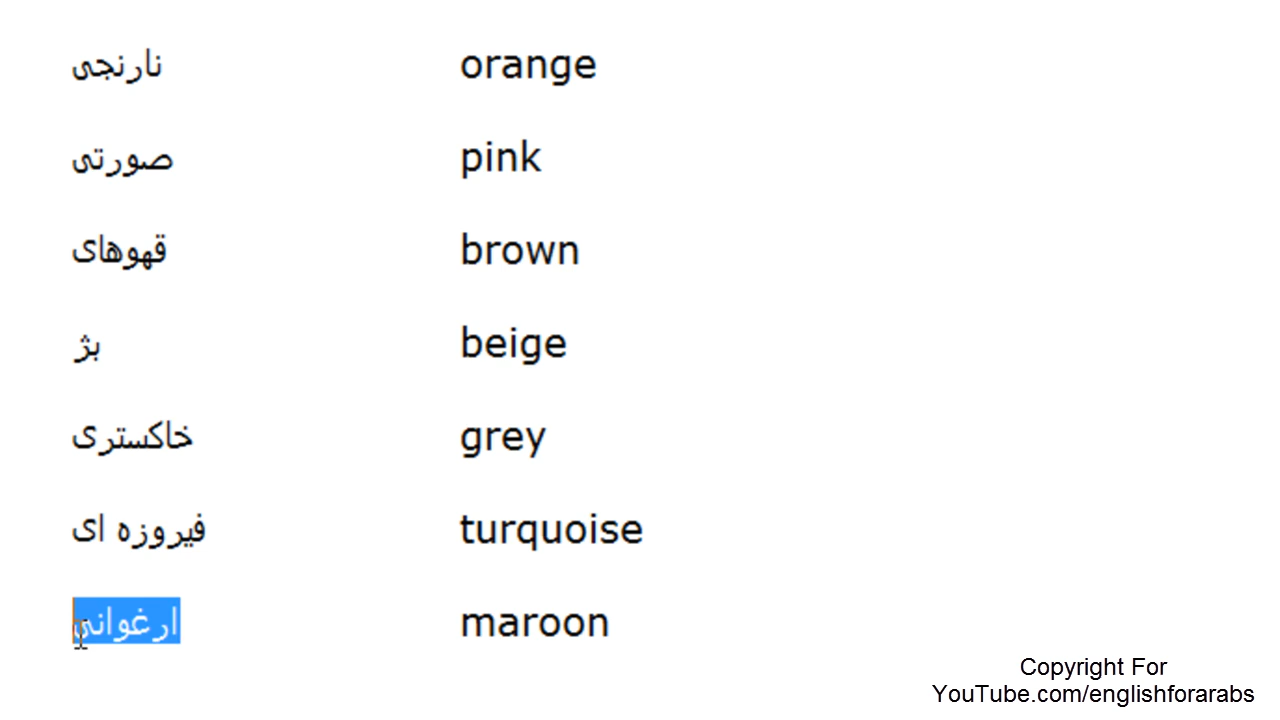 نارنجی orange
صورتی pink
قهوهای brown
بژ beige
خاکستری grey
فیروزه ای turquoise
ارغوانی maroon
Copyright For
YouTube.com/englishforarabs